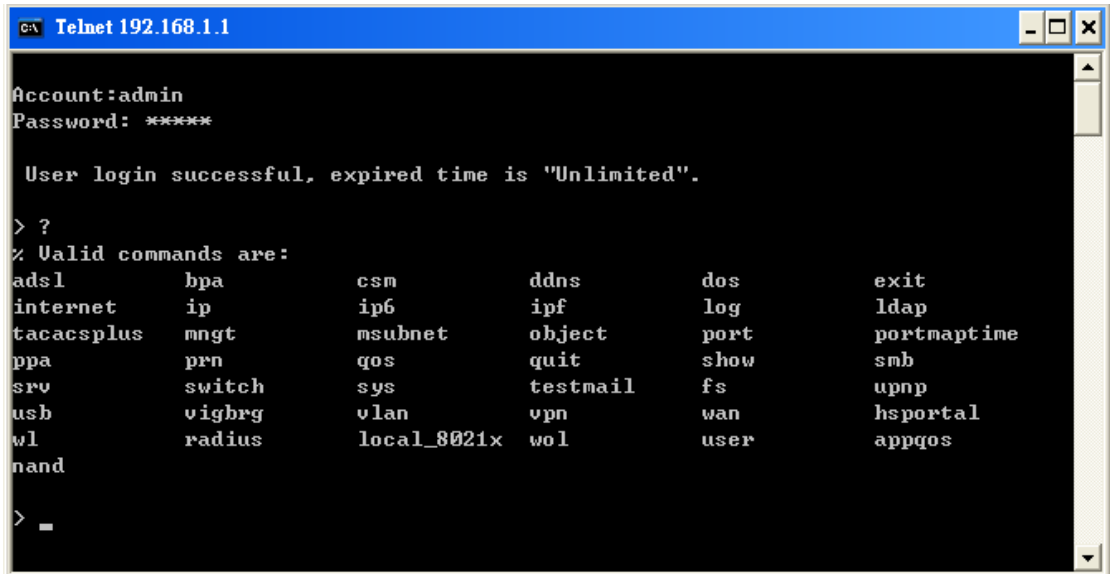 C:\ Telnet 192.168.1.1
Account:admin
Password: *****
User login successful, expired time is "Unlimited".
> ?
% Valid commands are:
adsl bpa csm ddns dos exit
internet ip ip6 ipf log ldap
tacacsplus mngt msubnet object port portmaptime
ppa prn qos quit show smb
srv switch sys testmail fs upnp
usb vigbrg vlan vpn wan hsportal
wl radius local_8021x wol user appqos
nand
> _